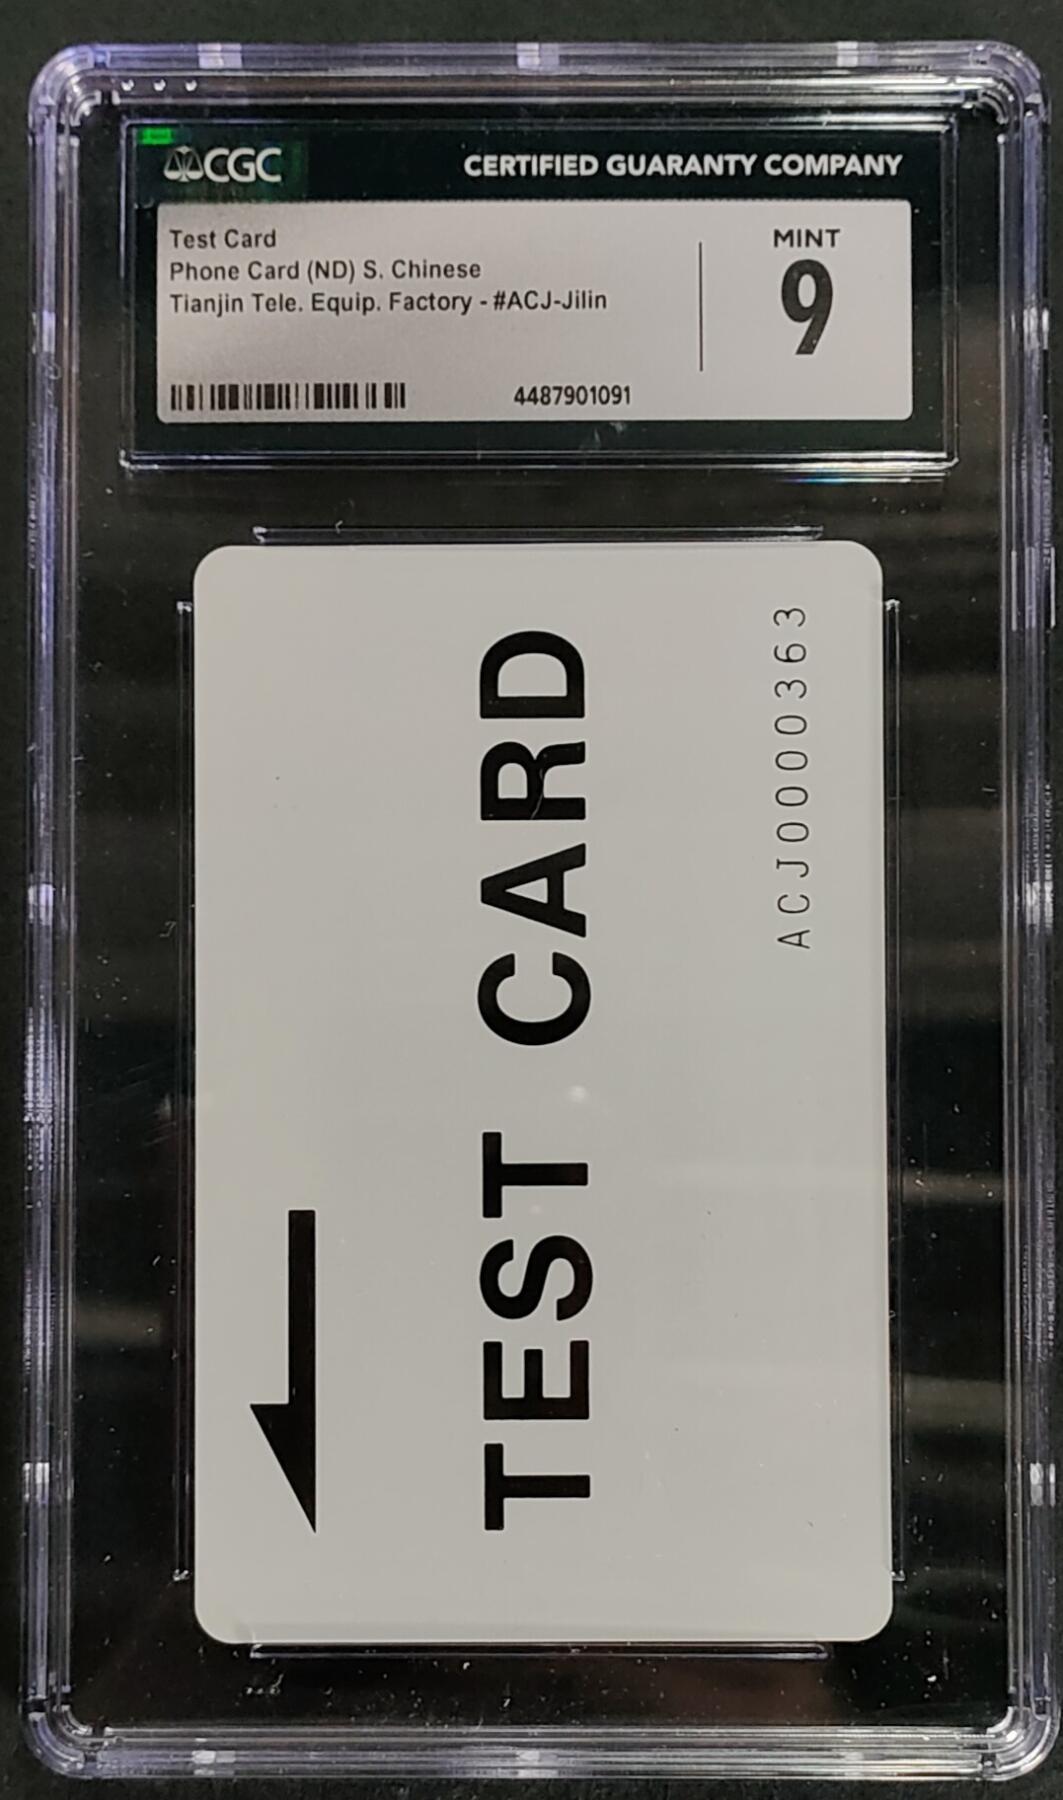 CGC
CERTIFIED GUARANTY COMPANY
Test Card
Phone Card (ND) S. Chinese
Tianjin Tele. Equip. Factory - #ACJ-Jilin
MINT
9
4487901091
TEST CARD
ACJ0000363